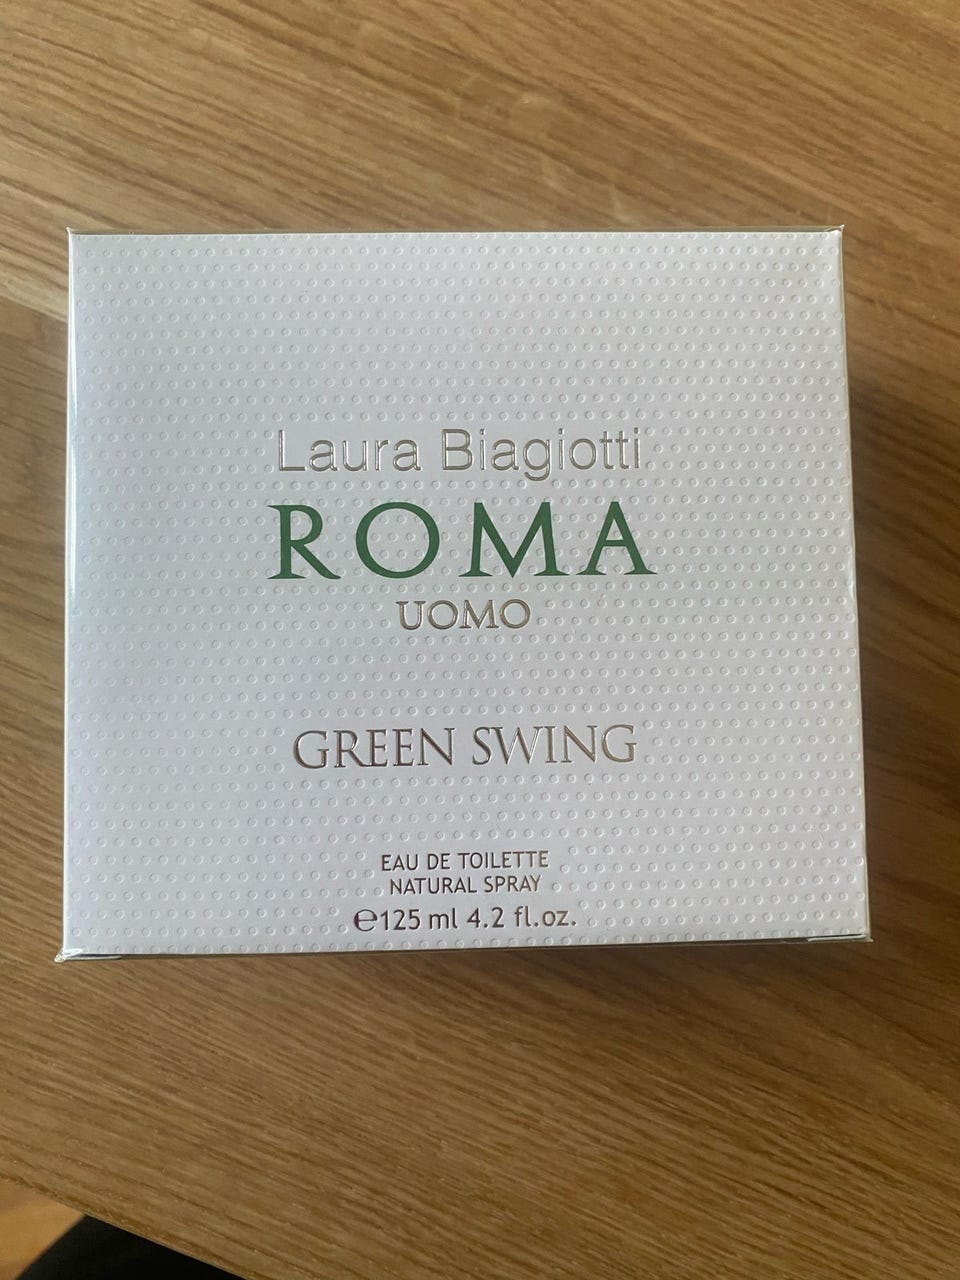 Laura Biagiotti
ROMA
UOMO
GREEN SWING
EAU DE TOILETTE
NATURAL SPRAY
℮125 ml 4.2 fl.oz.